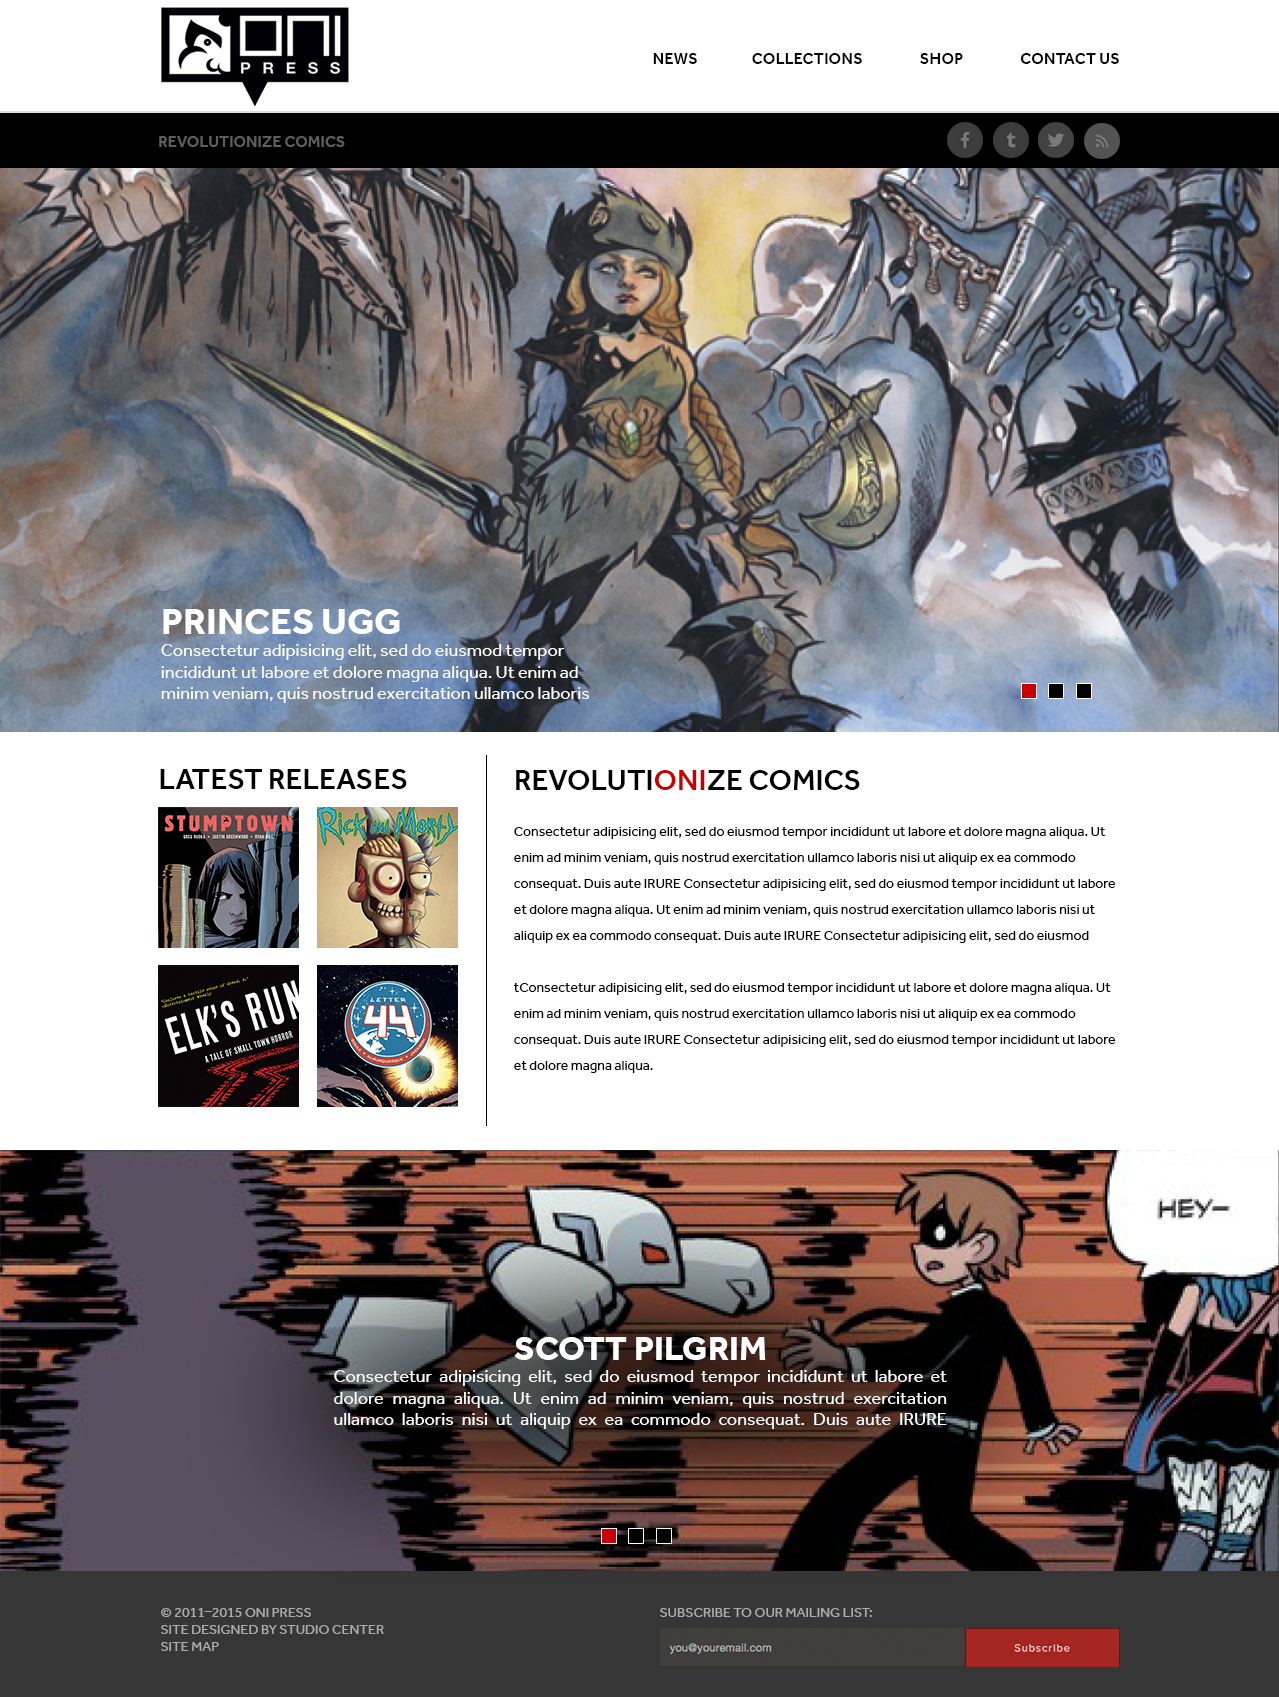 ONI
PRESS
NEWS COLLECTIONS SHOP CONTACT US
REVOLUTIONIZE COMICS
PRINCES UGG
Consectetur adipisicing elit, sed do eiusmod tempor
incididunt ut labore et dolore magna aliqua. Ut enim ad
minim veniam, quis nostrud exercitation ullamco laboris
LATEST RELEASES
STUMPTOWN
GREG RUCKA • JUSTIN GREENWOOD • RYAN HILL
Rick and Morty
ELK'S RUN
A TALE OF SMALL TOWN HORROR
LETTER
44
REVOLUTIONIZE COMICS
Consectetur adipisicing elit, sed do eiusmod tempor incididunt ut labore et dolore magna aliqua. Ut
enim ad minim veniam, quis nostrud exercitation ullamco laboris nisi ut aliquip ex ea commodo
consequat. Duis aute IRURE Consectetur adipisicing elit, sed do eiusmod tempor incididunt ut labore
et dolore magna aliqua. Ut enim ad minim veniam, quis nostrud exercitation ullamco laboris nisi ut
aliquip ex ea commodo consequat. Duis aute IRURE Consectetur adipisicing elit, sed do eiusmod
tConsectetur adipisicing elit, sed do eiusmod tempor incididunt ut labore et dolore magna aliqua. Ut
enim ad minim veniam, quis nostrud exercitation ullamco laboris nisi ut aliquip ex ea commodo
consequat. Duis aute IRURE Consectetur adipisicing elit, sed do eiusmod tempor incididunt ut labore
et dolore magna aliqua.
HEY–
SCOTT PILGRIM
Consectetur adipisicing elit, sed do eiusmod tempor incididunt ut labore et
dolore magna aliqua. Ut enim ad minim veniam, quis nostrud exercitation
ullamco laboris nisi ut aliquip ex ea commodo consequat. Duis aute IRURE
© 2011–2015 ONI PRESS
SITE DESIGNED BY STUDIO CENTER
SITE MAP
SUBSCRIBE TO OUR MAILING LIST:
you@youremail.com
Subscribe